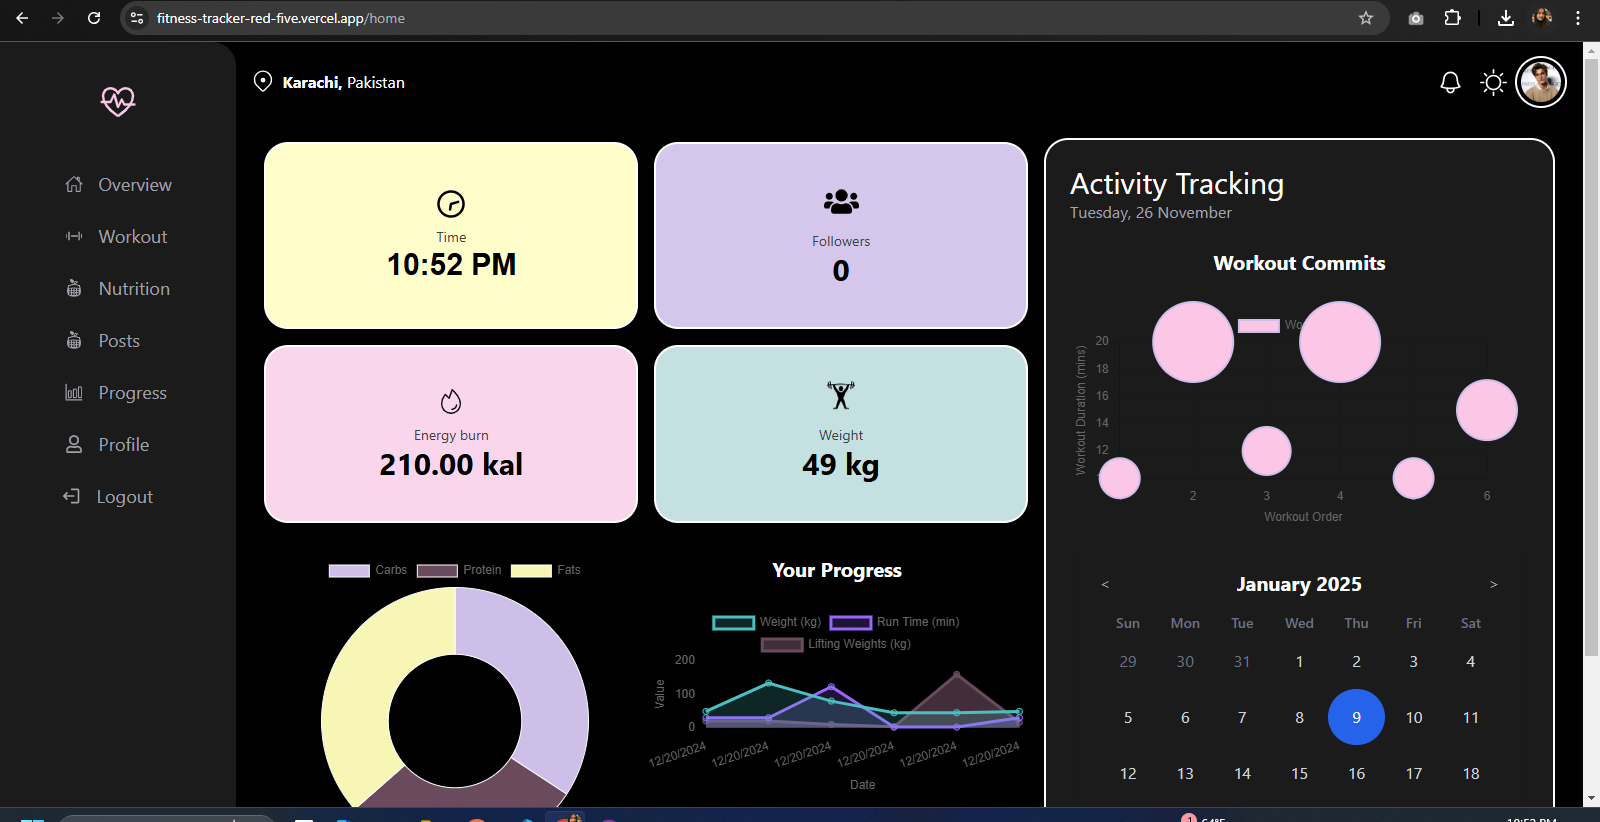 fitness-tracker-red-five.vercel.app/home
Karachi, Pakistan
Overview
Workout
Nutrition
Posts
Progress
Profile
Logout
Time
10:52 PM
Followers
0
Energy burn
210.00 kal
Weight
49 kg
Carbs
Protein
Fats
Your Progress
Weight (kg)
Run Time (min)
Lifting Weights (kg)
200
100
0
Value
12/20/2024
12/20/2024
12/20/2024
12/20/2024
12/20/2024
12/20/2024
Date
Activity Tracking
Tuesday, 26 November
Workout Commits
Wo
20
18
16
14
12
Workout Duration (mins)
2
3
4
6
Workout Order
< January 2025 >
Sun Mon Tue Wed Thu Fri Sat
29 30 31 1 2 3 4
5 6 7 8 9 10 11
12 13 14 15 16 17 18